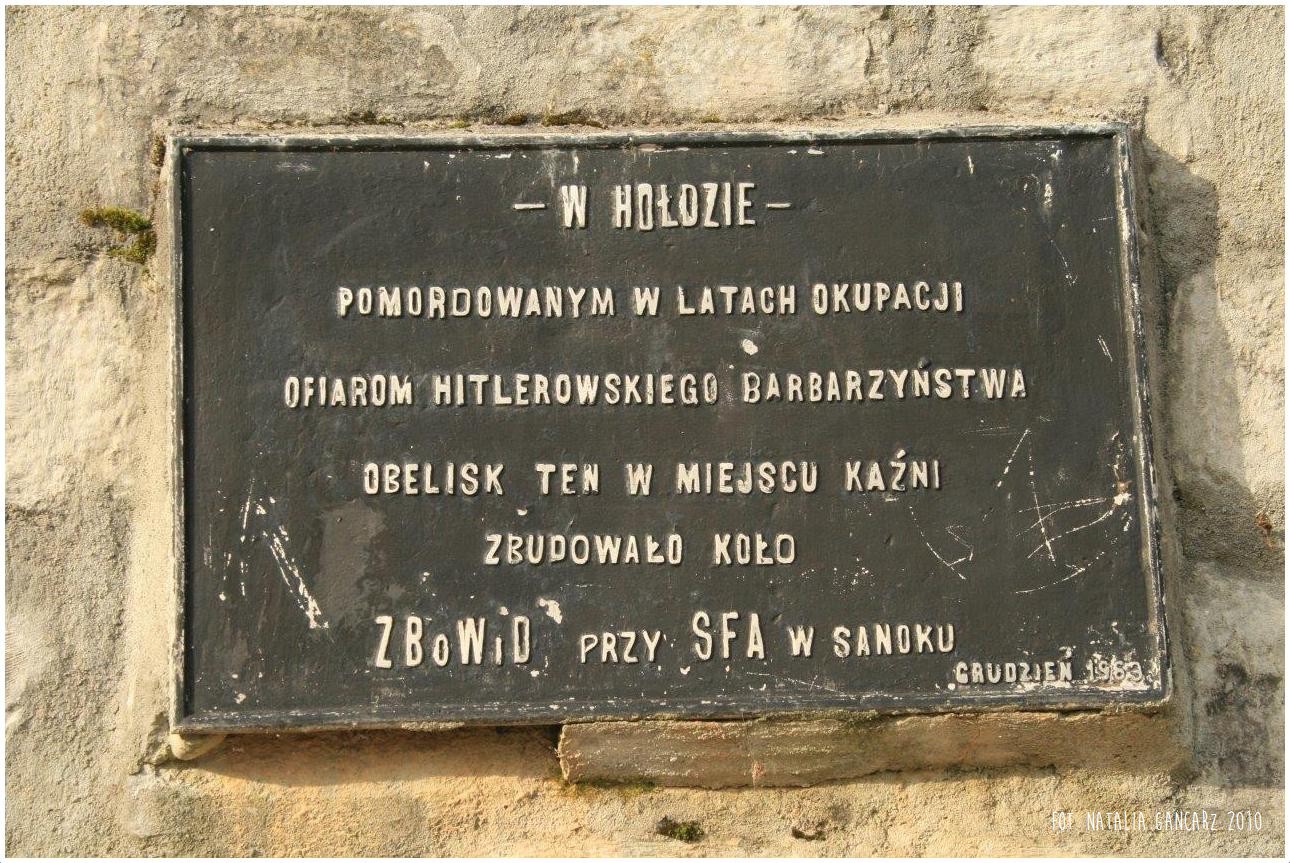 – W HOŁDZIE –
POMORDOWANYM W LATACH OKUPACJI
OFIAROM HITLEROWSKIEGO BARBARZYŃSTWA
OBELISK TEN W MIEJSCU KAŹNI
ZBUDOWAŁO KOŁO
ZBoWiD PRZY SFA W SANOKU
GRUDZIEŃ 1983
FOT. NATALIA GANCARZ 2010